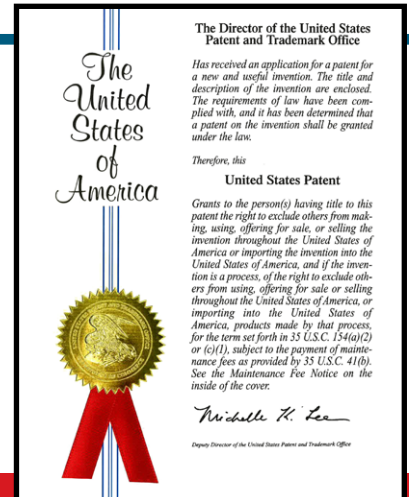 The
United
States
of
America
The Director of the United States
Patent and Trademark Office
Has received an application for a patent for
a new and useful invention. The title and
description of the invention are enclosed.
The requirements of law have been com-
plied with, and it has been determined that
a patent on the invention shall be granted
under the law.
Therefore, this
United States Patent
Grants to the person(s) having title to this
patent the right to exclude others from mak-
ing, using, offering for sale, or selling the
invention throughout the United States of
America or importing the invention into the
United States of America, and if the inven-
tion is a process, of the right to exclude oth-
ers from using, offering for sale or selling
throughout the United States of America, or
importing into the United States of
America, products made by that process,
for the term set forth in 35 U.S.C. 154(a)(2)
or (c)(1), subject to the payment of mainte-
nance fees as provided by 35 U.S.C. 41(b).
See the Maintenance Fee Notice on the
inside of the cover.
Michelle K. Lee
Deputy Director of the United States Patent and Trademark Office